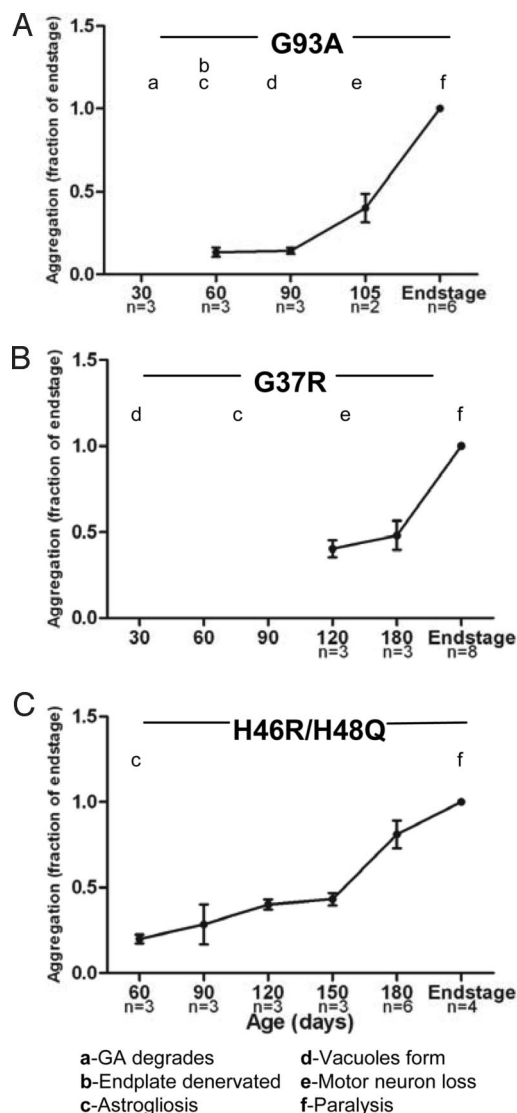 A
G93A
b
a c d e f
Aggregation (fraction of endstage)
1.5
1.0
0.5
0.0
30 60 90 105 Endstage
n=3 n=3 n=3 n=2 n=6
B
G37R
d c e f
Aggregation (fraction of endstage)
1.5
1.0
0.5
0.0
30 60 90 120 180 Endstage
n=3 n=3 n=8
C
H46R/H48Q
c f
Aggregation (fraction of endstage)
1.5
1.0
0.5
0.0
60 90 120 150 180 Endstage
n=3 n=3 n=3 n=3 n=6 n=4
Age (days)
a-GA degrades d-Vacuoles form
b-Endplate denervated e-Motor neuron loss
c-Astrogliosis f-Paralysis